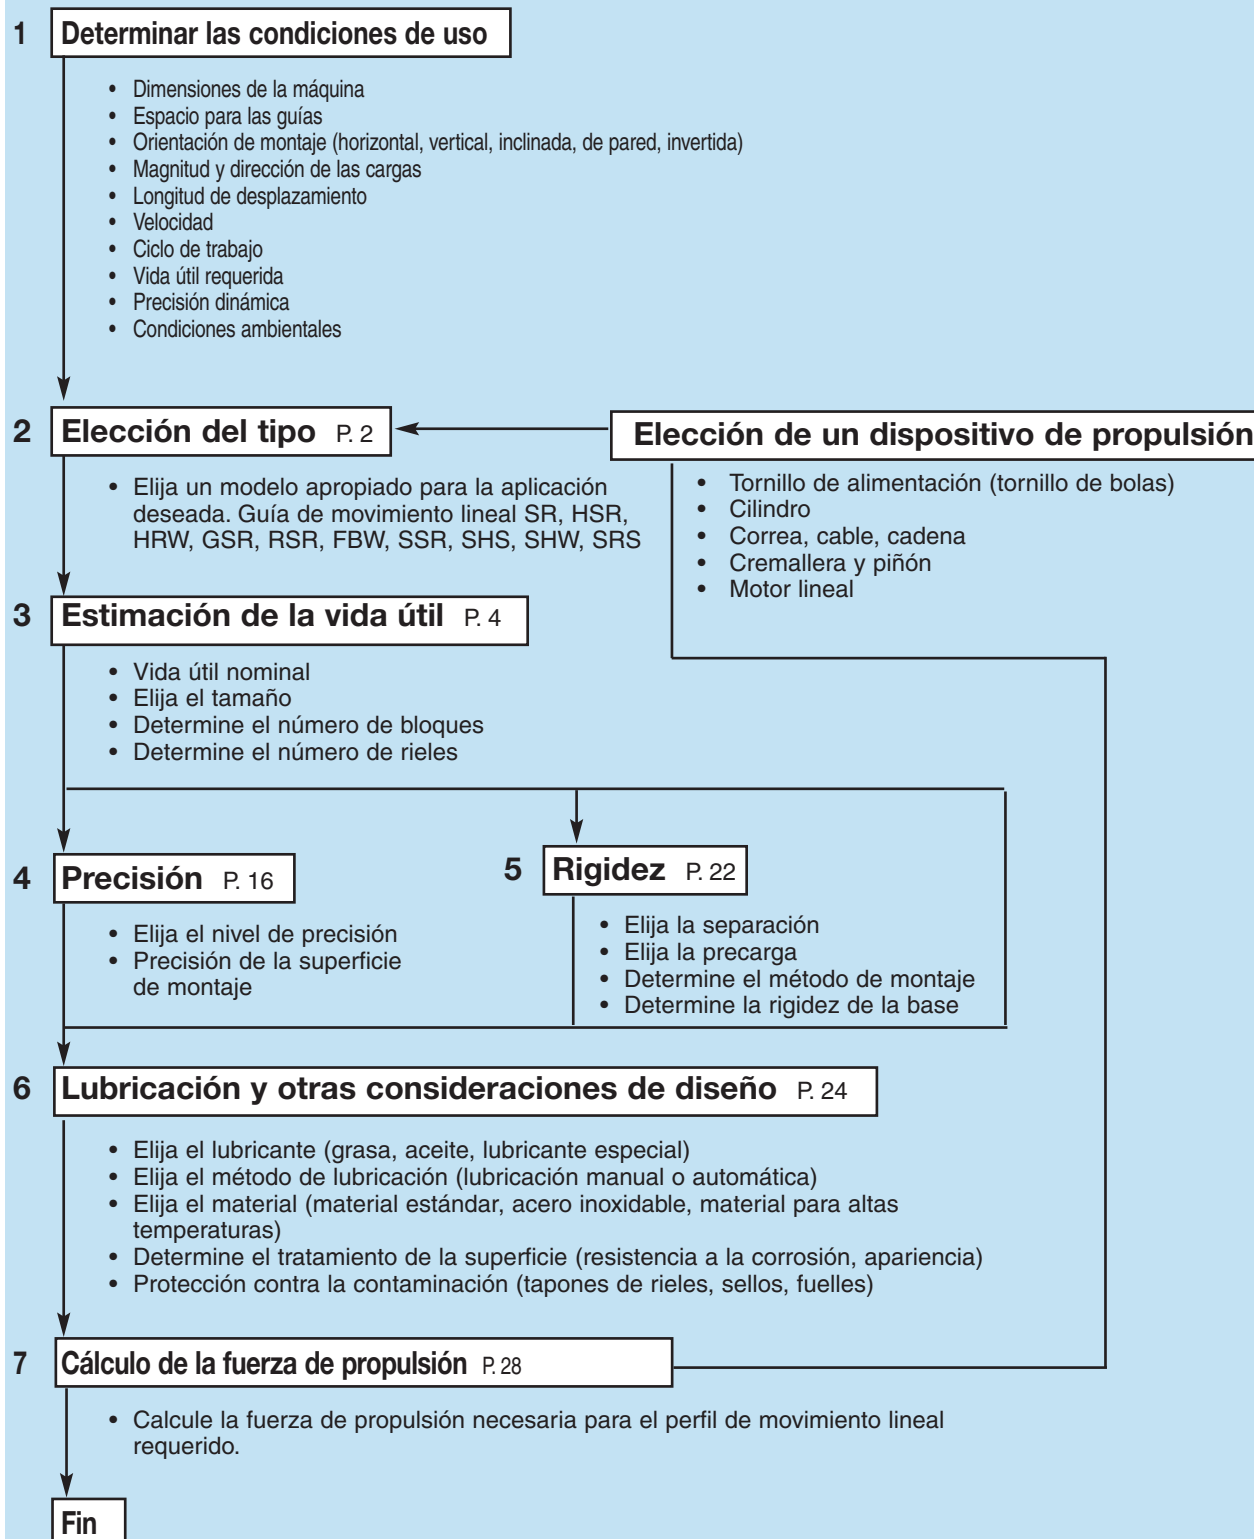 1 Determinar las condiciones de uso
• Dimensiones de la máquina
• Espacio para las guías
• Orientación de montaje (horizontal, vertical, inclinada, de pared, invertida)
• Magnitud y dirección de las cargas
• Longitud de desplazamiento
• Velocidad
• Ciclo de trabajo
• Vida útil requerida
• Precisión dinámica
• Condiciones ambientales
2 Elección del tipo P. 2
• Elija un modelo apropiado para la aplicación
deseada. Guía de movimiento lineal SR, HSR,
HRW, GSR, RSR, FBW, SSR, SHS, SHW, SRS
Elección de un dispositivo de propulsión
• Tornillo de alimentación (tornillo de bolas)
• Cilindro
• Correa, cable, cadena
• Cremallera y piñón
• Motor lineal
3 Estimación de la vida útil P. 4
• Vida útil nominal
• Elija el tamaño
• Determine el número de bloques
• Determine el número de rieles
4 Precisión P. 16
• Elija el nivel de precisión
• Precisión de la superficie
de montaje
5 Rigidez P. 22
• Elija la separación
• Elija la precarga
• Determine el método de montaje
• Determine la rigidez de la base
6 Lubricación y otras consideraciones de diseño P. 24
• Elija el lubricante (grasa, aceite, lubricante especial)
• Elija el método de lubricación (lubricación manual o automática)
• Elija el material (material estándar, acero inoxidable, material para altas
temperaturas)
• Determine el tratamiento de la superficie (resistencia a la corrosión, apariencia)
• Protección contra la contaminación (tapones de rieles, sellos, fuelles)
7 Cálculo de la fuerza de propulsión P. 28
• Calcule la fuerza de propulsión necesaria para el perfil de movimiento lineal
requerido.
Fin